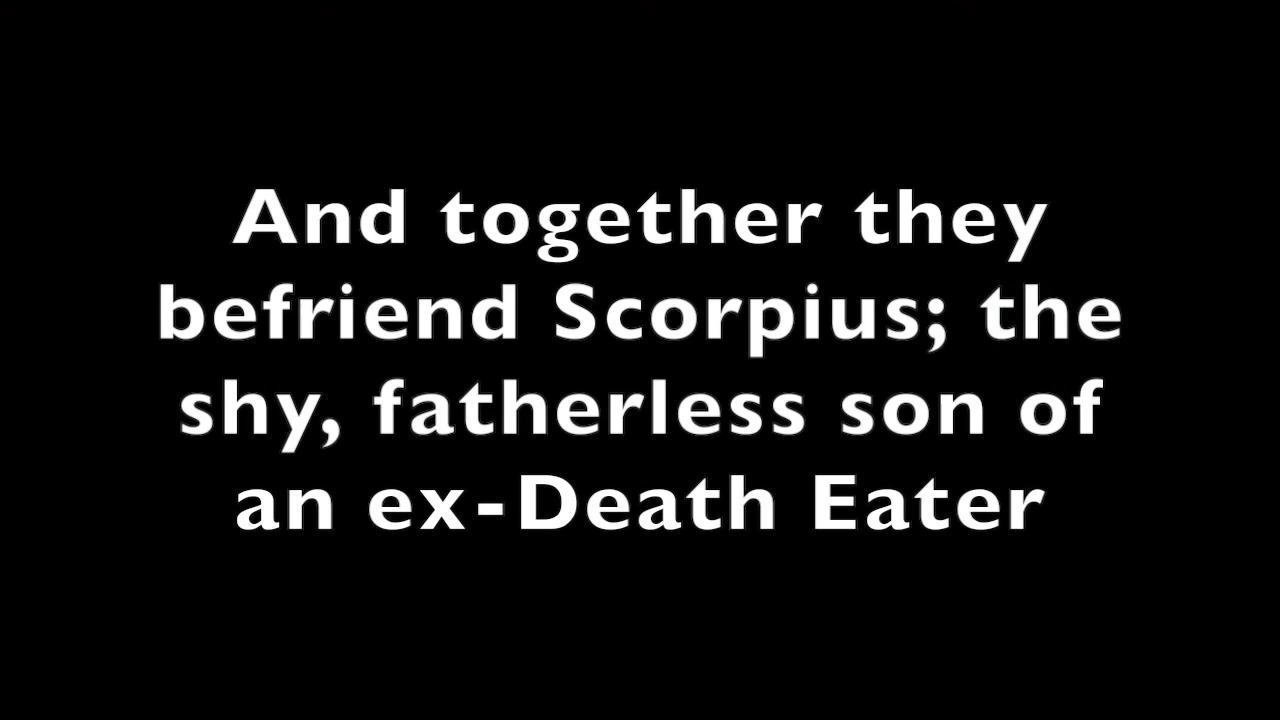 And together they
befriend Scorpius; the
shy, fatherless son of
an ex-Death Eater